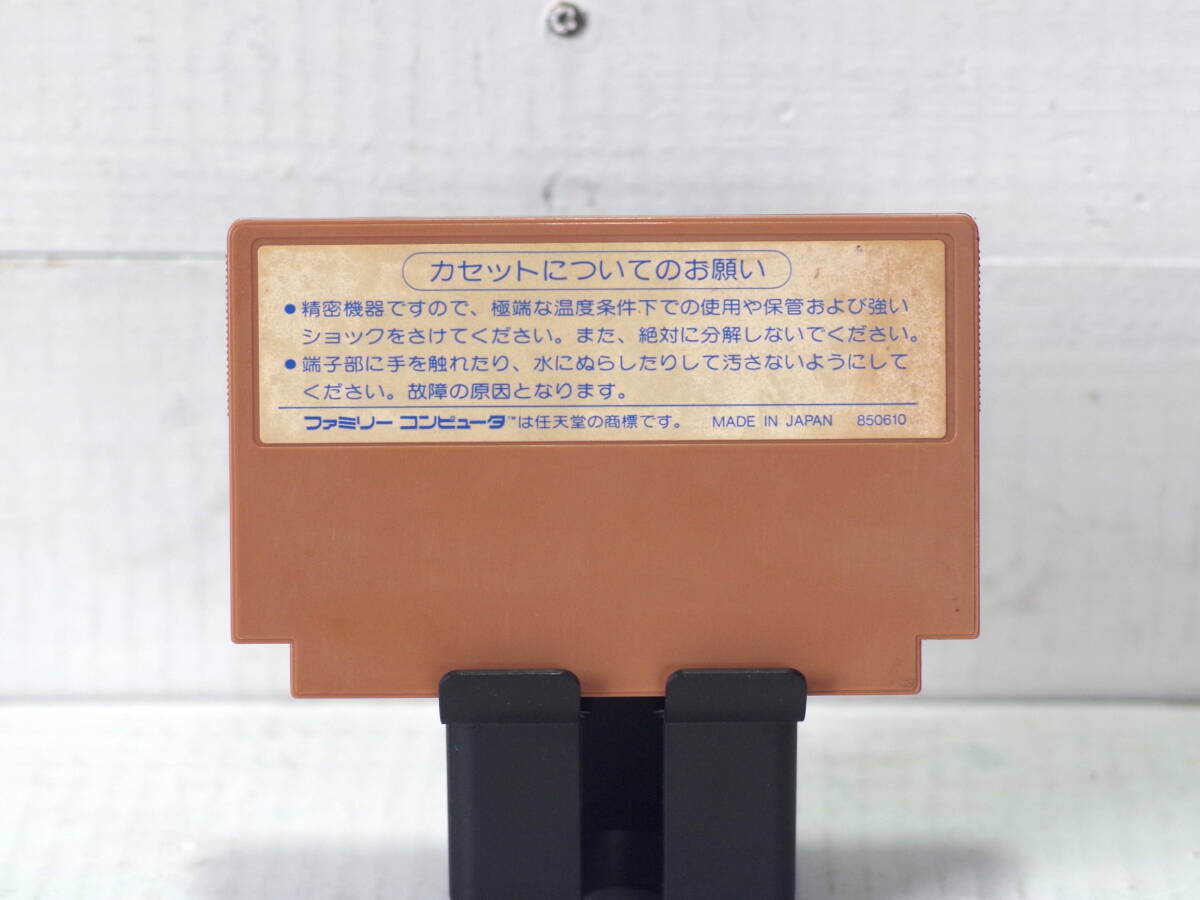 カセットについてのお願い
●精密機器ですので、極端な温度条件下での使用や保管および強い
ショックをさけてください。また、絶対に分解しないでください。
●端子部に手を触れたり、水にぬらしたりして汚さないようにして
ください。故障の原因となります。
ファミリー コンピュータ™は任天堂の商標です。 MADE IN JAPAN 850610